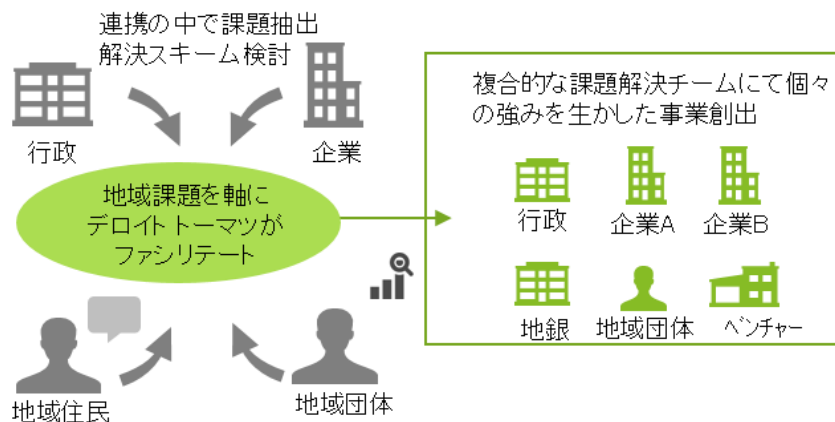 連携の中で課題抽出
解決スキーム検討
行政
企業
地域課題を軸に
デロイト トーマツが
ファシリテート
地域住民
地域団体
複合的な課題解決チームにて個々
の強みを生かした事業創出
行政
企業A
企業B
地銀
地域団体
ベンチャー